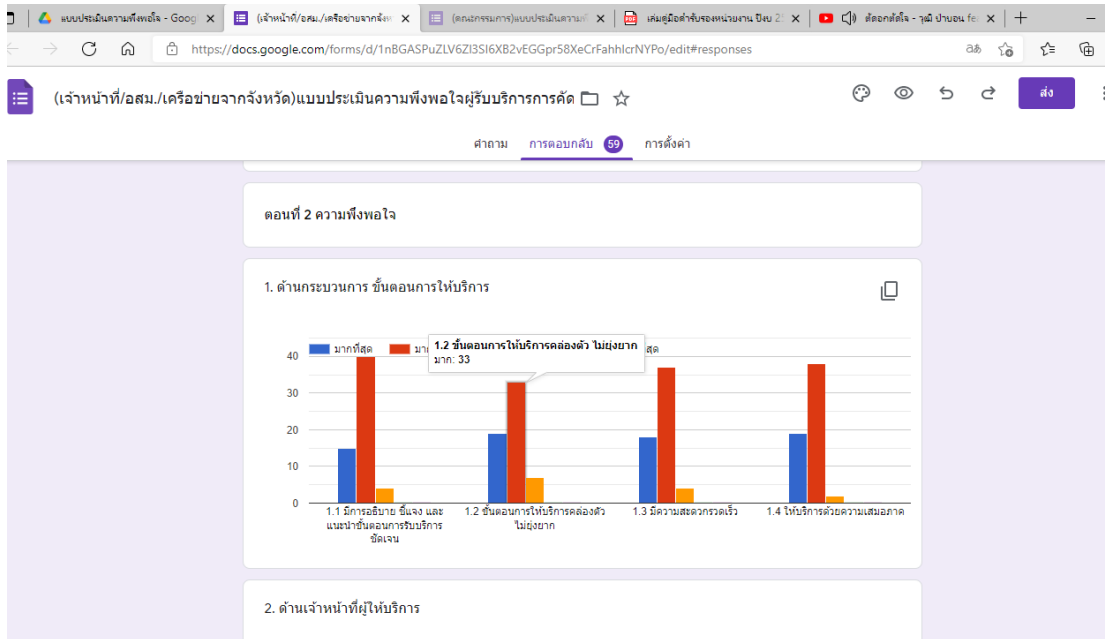 แบบประเมินความพึงพอใจ - Goog
(เจ้าหน้าที่/อสม./เครือข่ายจากจังห
(คณะกรรมการ)แบบประเมินความ
เล่มคู่มือคำรับรองหน่วยงาน ปีงบ 2
ตัดอกตัดใจ - วุฒิ ป่าบอน fe
https://docs.google.com/forms/d/1nBGASPuZLV6ZI3SI6XB2vEGGpr58XeCrFahhIcrNYPo/edit#responses
(เจ้าหน้าที่/อสม./เครือข่ายจากจังหวัด)แบบประเมินความพึงพอใจผู้รับบริการการคัด
ส่ง
คำถาม การตอบกลับ 59 การตั้งค่า
ตอนที่ 2 ความพึงพอใจ
1. ด้านกระบวนการ ขั้นตอนการให้บริการ
มากที่สุด
มาก
1.2 ขั้นตอนการให้บริการคล่องตัว ไม่ยุ่งยาก
มาก: 33
สุด
40
30
20
10
0
1.1 มีการอธิบาย ชี้แจง และ
แนะนำขั้นตอนการรับบริการ
ชัดเจน
1.2 ขั้นตอนการให้บริการคล่องตัว
ไม่ยุ่งยาก
1.3 มีความสะดวกรวดเร็ว
1.4 ให้บริการด้วยความเสมอภาค
2. ด้านเจ้าหน้าที่ผู้ให้บริการ